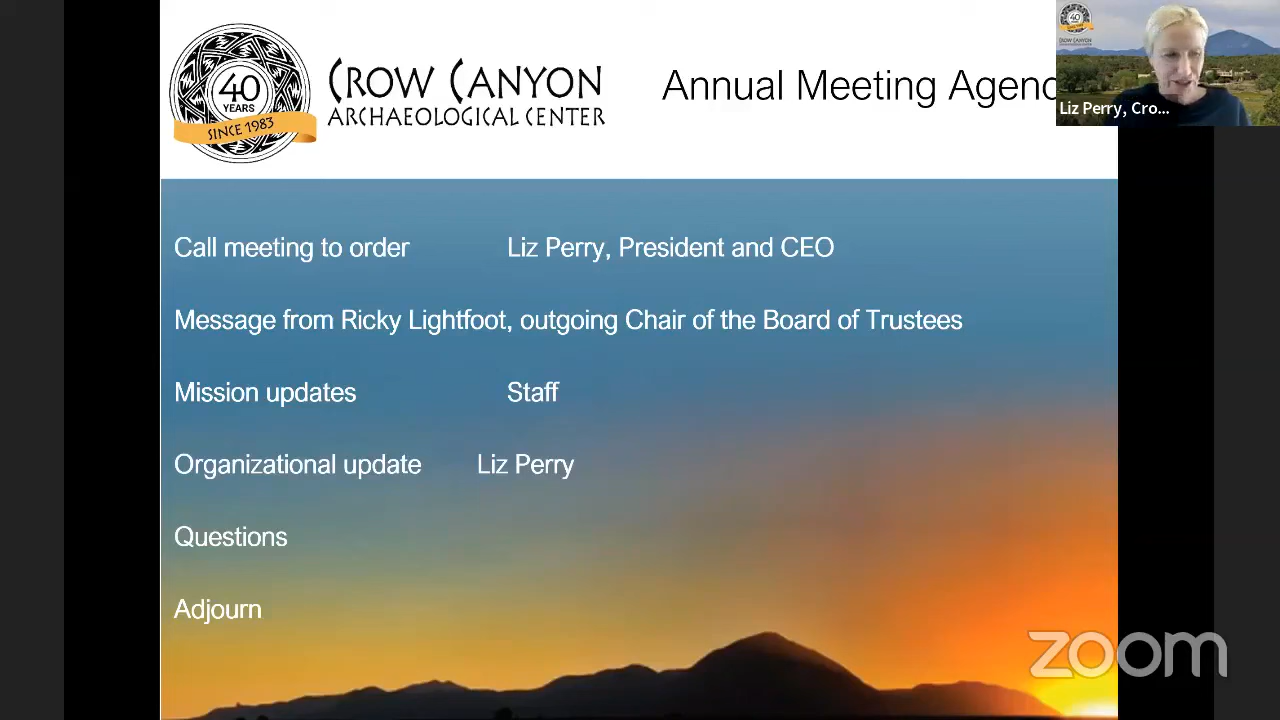 40
YEARS
SINCE 1983
CROW CANYON
ARCHAEOLOGICAL CENTER
Annual Meeting Agend
40
Liz Perry, Cro...
Call meeting to order Liz Perry, President and CEO
Message from Ricky Lightfoot, outgoing Chair of the Board of Trustees
Mission updates Staff
Organizational update Liz Perry
Questions
Adjourn
zoom